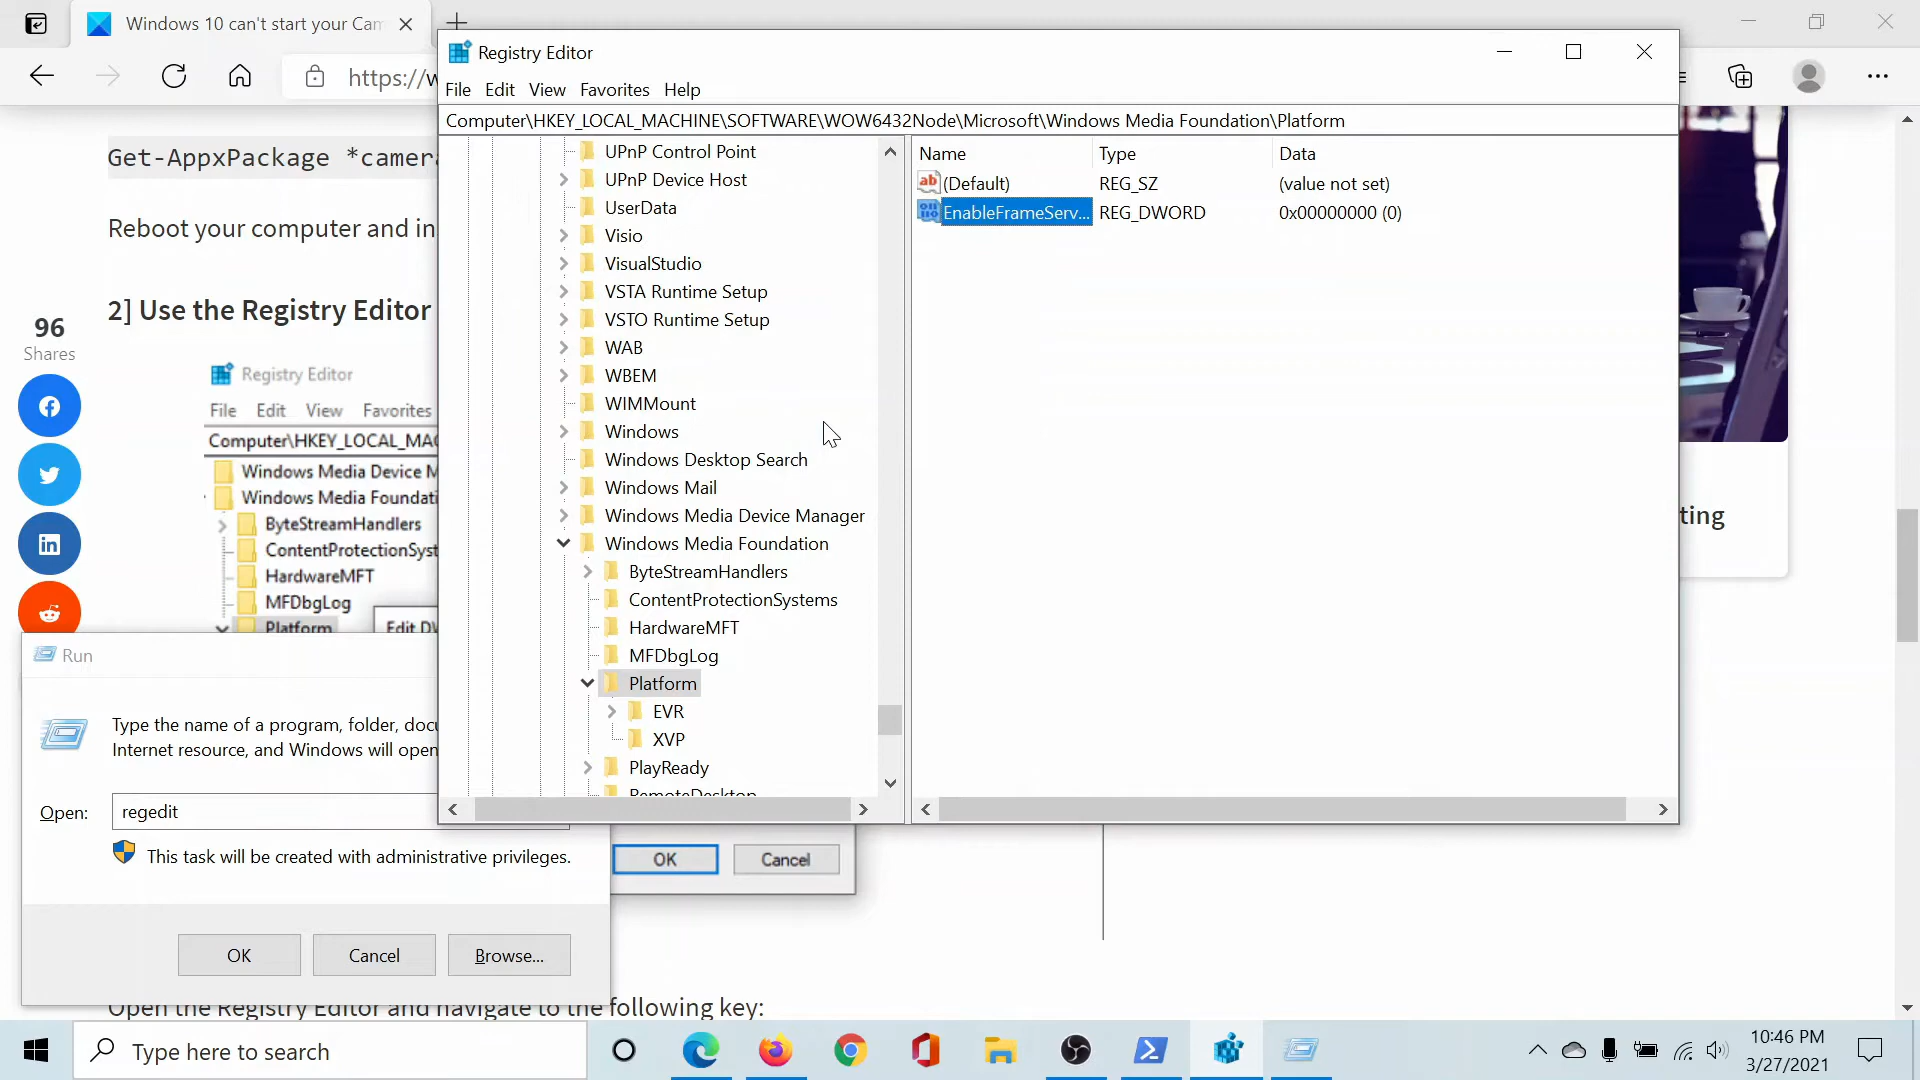 Windows 10 can't start your Cam
https://w
Get-AppxPackage *camera
Reboot your computer and in
2] Use the Registry Editor
96
Shares
Registry Editor
File Edit View Favorites
Computer\HKEY_LOCAL_MAC
Windows Media Device M
Windows Media Foundati
ByteStreamHandlers
ContentProtectionSyst
HardwareMFT
MFDbgLog
Platform
Edit DW
Registry Editor
File Edit View Favorites Help
Computer\HKEY_LOCAL_MACHINE\SOFTWARE\WOW6432Node\Microsoft\Windows Media Foundation\Platform
UPnP Control Point
UPnP Device Host
UserData
Visio
VisualStudio
VSTA Runtime Setup
VSTO Runtime Setup
WAB
WBEM
WIMMount
Windows
Windows Desktop Search
Windows Mail
Windows Media Device Manager
Windows Media Foundation
ByteStreamHandlers
ContentProtectionSystems
HardwareMFT
MFDbgLog
Platform
EVR
XVP
PlayReady
RemoteDesktop
Name Type Data
(Default) REG_SZ (value not set)
EnableFrameServ... REG_DWORD 0x00000000 (0)
ting
Run
Type the name of a program, folder, docu
Internet resource, and Windows will open
Open: regedit
This task will be created with administrative privileges.
OK Cancel Browse...
OK Cancel
Open the Registry Editor and navigate to the following key:
Type here to search
10:46 PM
3/27/2021